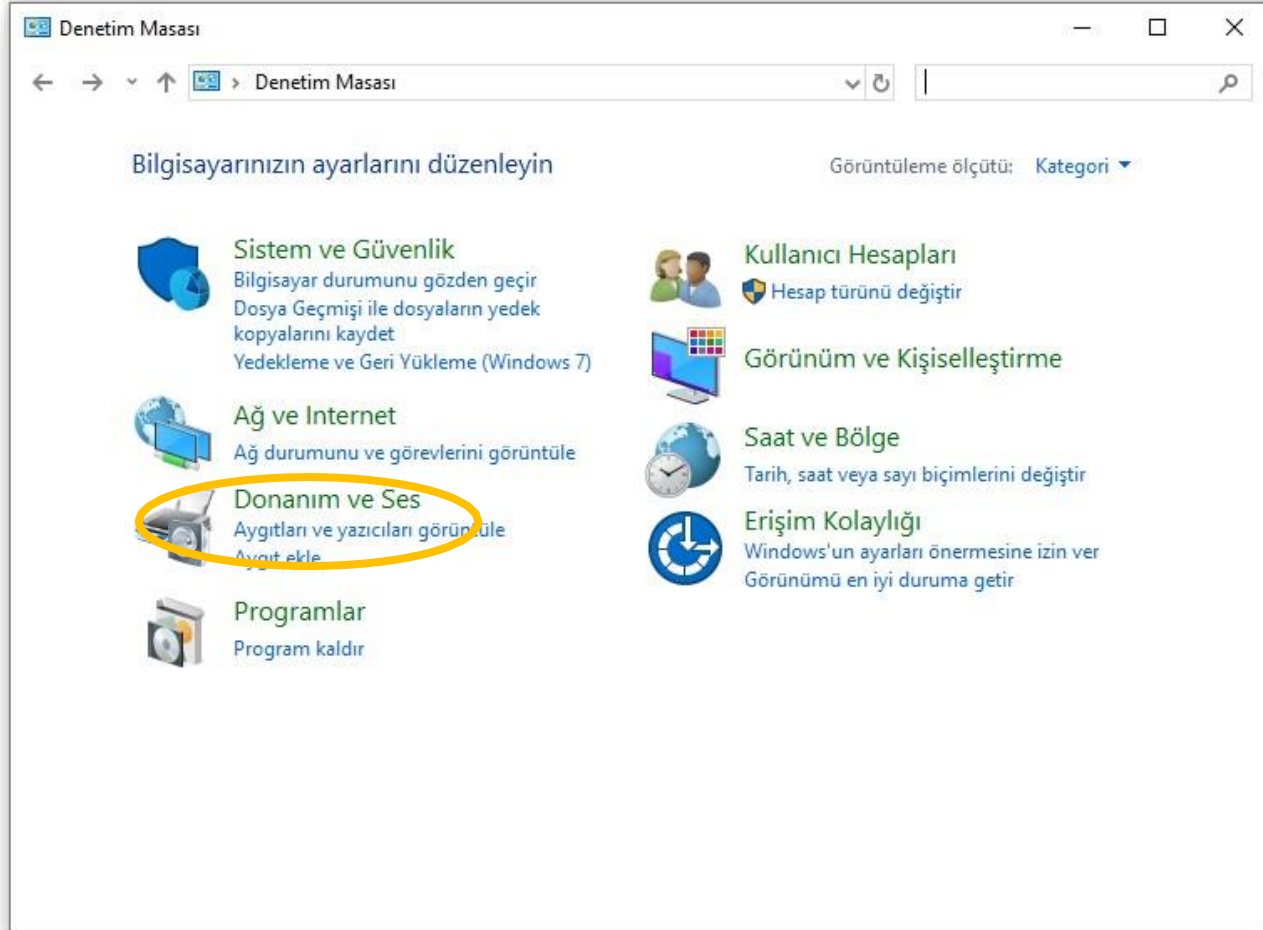 Denetim Masası
Denetim Masası
Bilgisayarınızın ayarlarını düzenleyin
Görüntüleme ölçütü: Kategori
Sistem ve Güvenlik
Bilgisayar durumunu gözden geçir
Dosya Geçmişi ile dosyaların yedek
kopyalarını kaydet
Yedekleme ve Geri Yükleme (Windows 7)
Ağ ve Internet
Ağ durumunu ve görevlerini görüntüle
Donanım ve Ses
Aygıtları ve yazıcıları görüntüle
Aygıt ekle
Programlar
Program kaldır
Kullanıcı Hesapları
Hesap türünü değiştir
Görünüm ve Kişiselleştirme
Saat ve Bölge
Tarih, saat veya sayı biçimlerini değiştir
Erişim Kolaylığı
Windows'un ayarları önermesine izin ver
Görünümü en iyi duruma getir